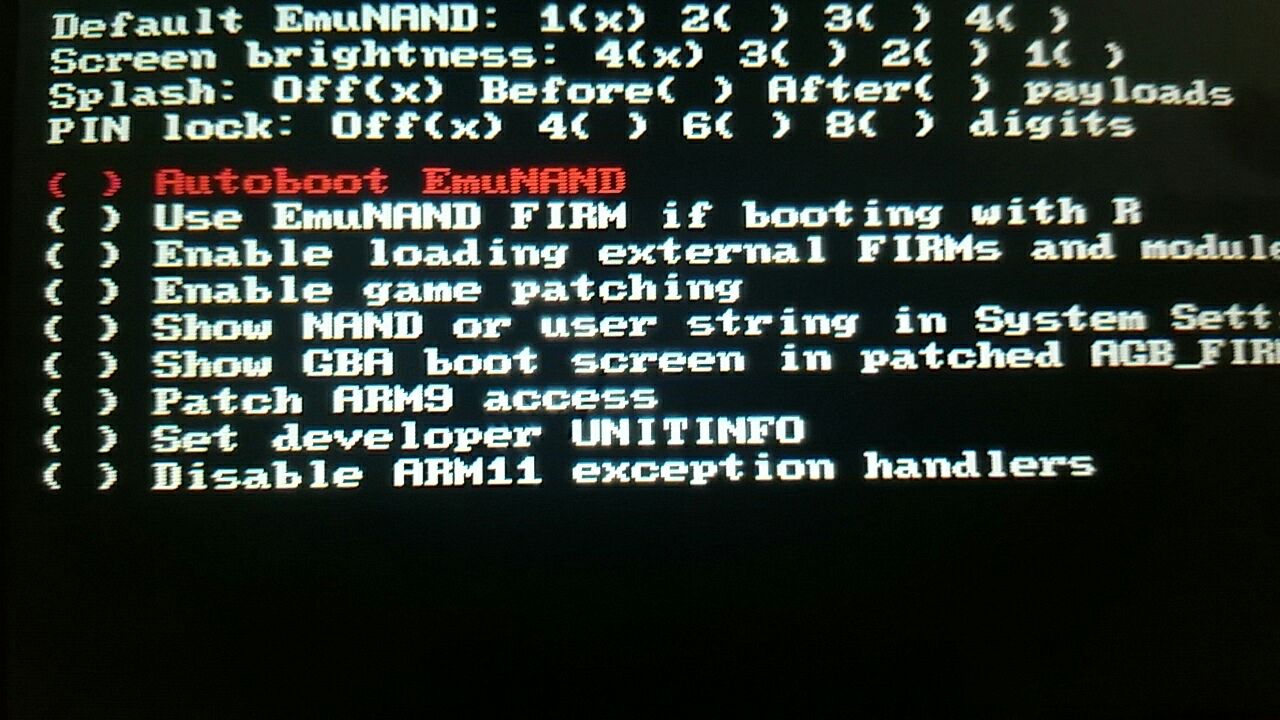 Default EmuNAND: 1(x) 2( ) 3( ) 4( )
Screen brightness: 4(x) 3( ) 2( ) 1( )
Splash: Off(x) Before( ) After( ) payloads
PIN lock: Off(x) 4( ) 6( ) 8( ) digits
( ) Autoboot EmuNAND
( ) Use EmuNAND FIRM if booting with R
( ) Enable loading external FIRMs and module
( ) Enable game patching
( ) Show NAND or user string in System Sett
( ) Show GBA boot screen in patched AGB_FIR
( ) Patch ARM9 access
( ) Set developer UNITINFO
( ) Disable ARM11 exception handlers